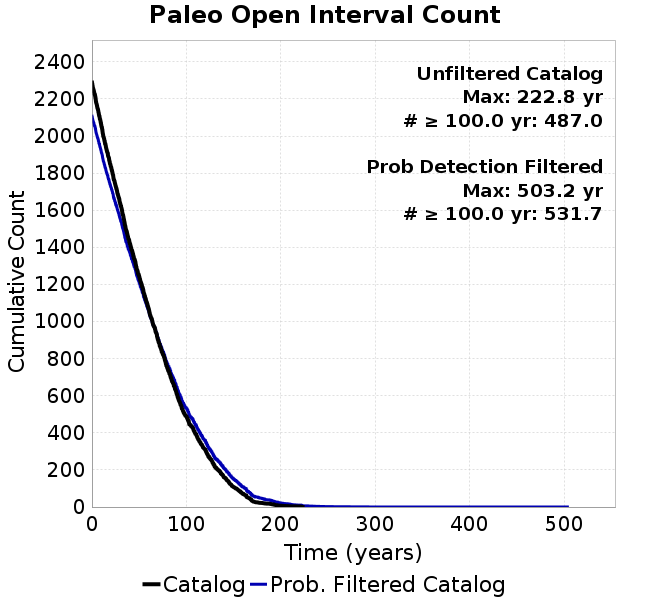 Paleo Open Interval Count
Unfiltered Catalog
Max: 222.8 yr
# ≥ 100.0 yr: 487.0
Prob Detection Filtered
Max: 503.2 yr
# ≥ 100.0 yr: 531.7
Cumulative Count
2400
2200
2000
1800
1600
1400
1200
1000
800
600
400
200
0
0 100 200 300 400 500
Time (years)
Catalog Prob. Filtered Catalog